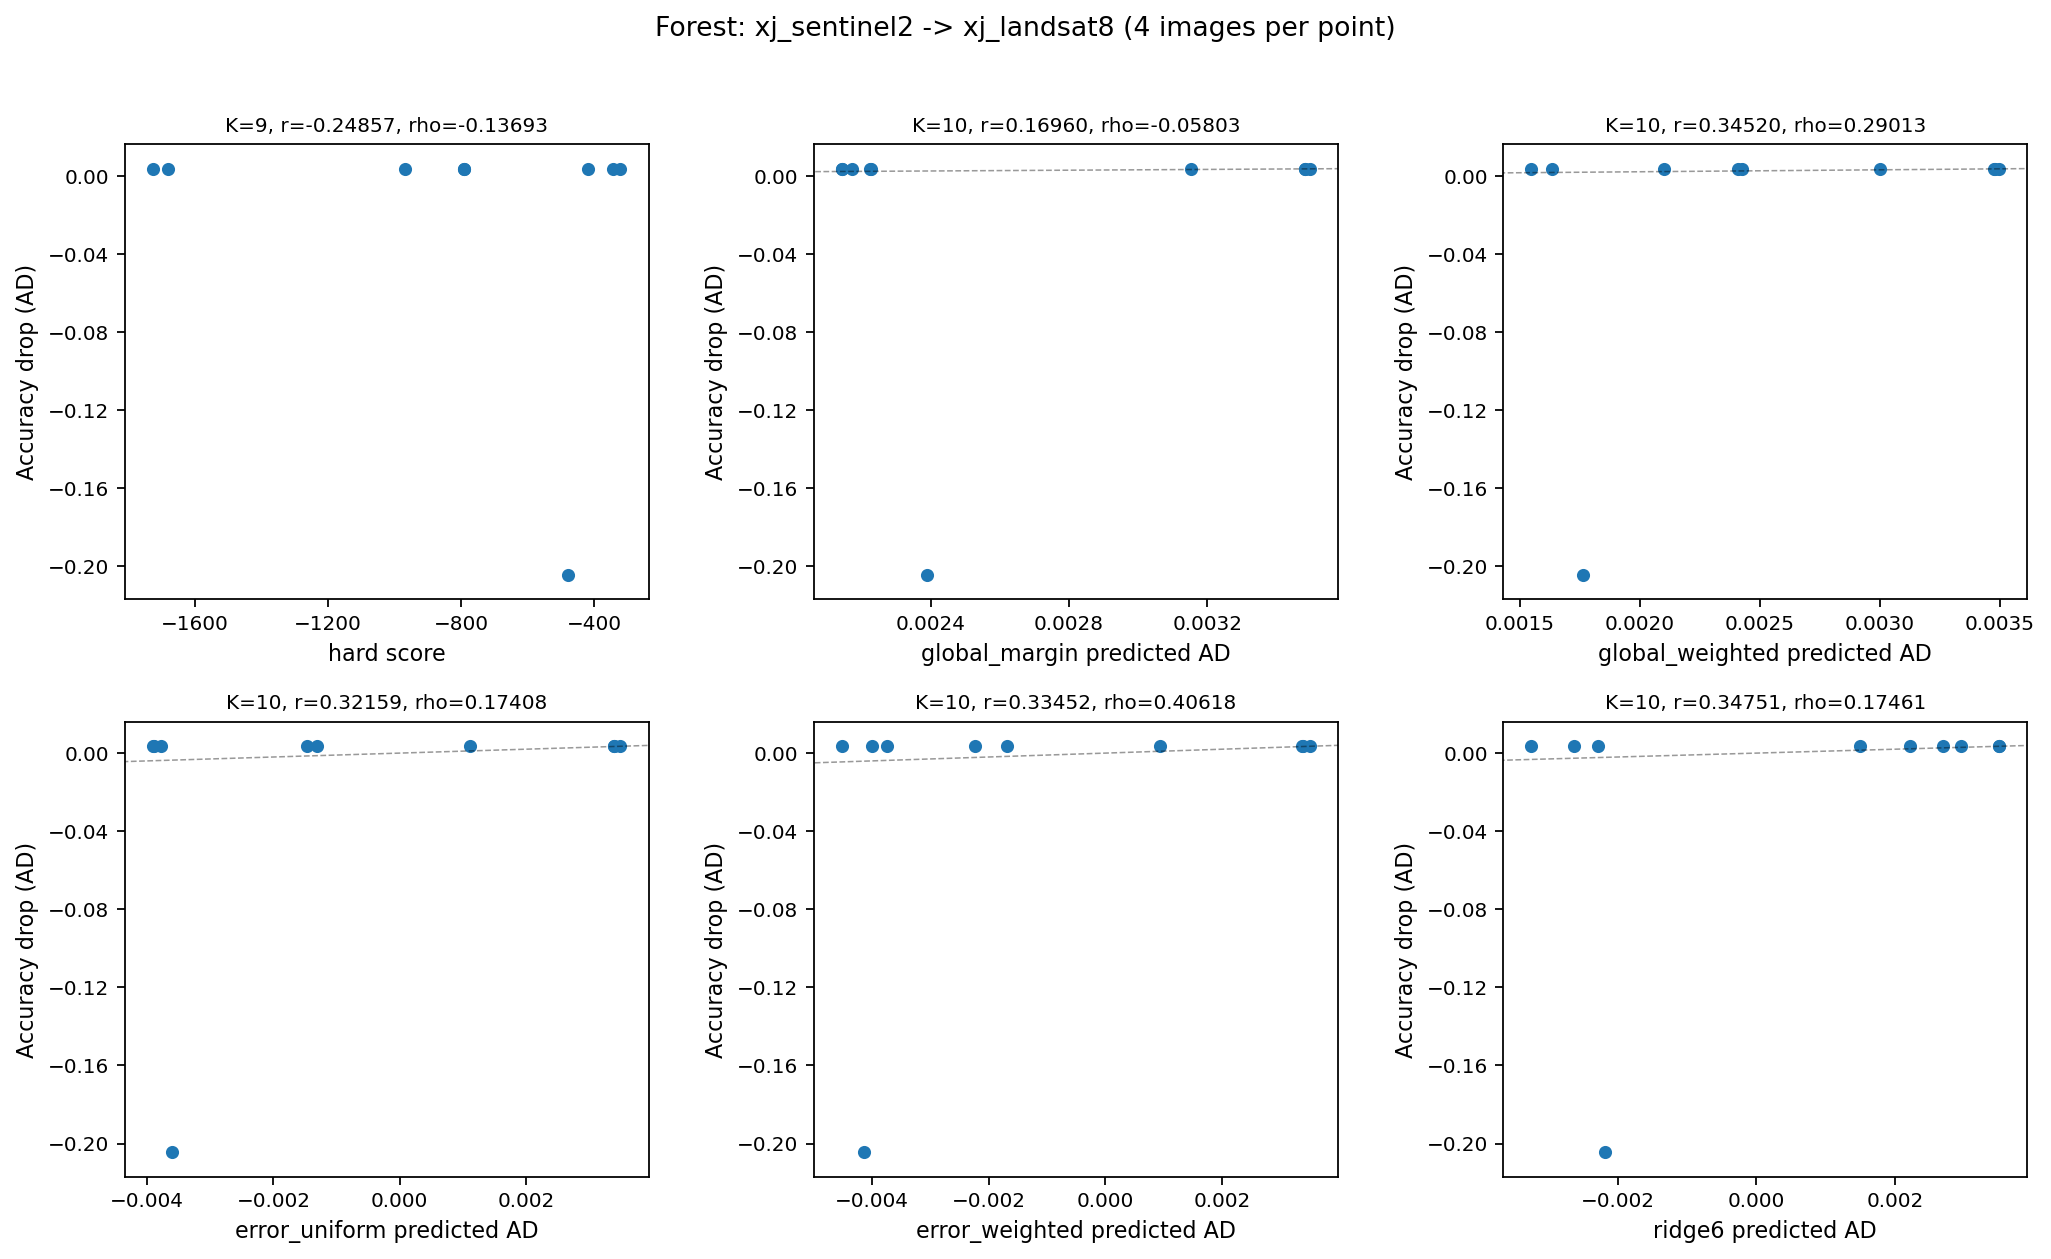 Forest: xj_sentinel2 -> xj_landsat8 (4 images per point)
K=9, r=-0.24857, rho=-0.13693
0.00
−0.04
−0.08
−0.12
−0.16
−0.20
Accuracy drop (AD)
−1600 −1200 −800 −400
hard score
K=10, r=0.16960, rho=-0.05803
0.00
−0.04
−0.08
−0.12
−0.16
−0.20
Accuracy drop (AD)
0.0024 0.0028 0.0032
global_margin predicted AD
K=10, r=0.34520, rho=0.29013
0.00
−0.04
−0.08
−0.12
−0.16
−0.20
Accuracy drop (AD)
0.0015 0.0020 0.0025 0.0030 0.0035
global_weighted predicted AD
K=10, r=0.32159, rho=0.17408
0.00
−0.04
−0.08
−0.12
−0.16
−0.20
Accuracy drop (AD)
−0.004 −0.002 0.000 0.002
error_uniform predicted AD
K=10, r=0.33452, rho=0.40618
0.00
−0.04
−0.08
−0.12
−0.16
−0.20
Accuracy drop (AD)
−0.004 −0.002 0.000 0.002
error_weighted predicted AD
K=10, r=0.34751, rho=0.17461
0.00
−0.04
−0.08
−0.12
−0.16
−0.20
Accuracy drop (AD)
−0.002 0.000 0.002
ridge6 predicted AD